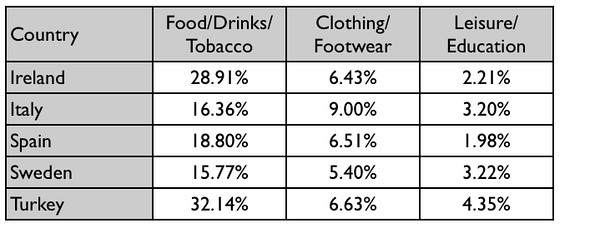 Country Food/Drinks/ Tobacco Clothing/ Footwear Leisure/ Education
Ireland 28.91% 6.43% 2.21%
Italy 16.36% 9.00% 3.20%
Spain 18.80% 6.51% 1.98%
Sweden 15.77% 5.40% 3.22%
Turkey 32.14% 6.63% 4.35%